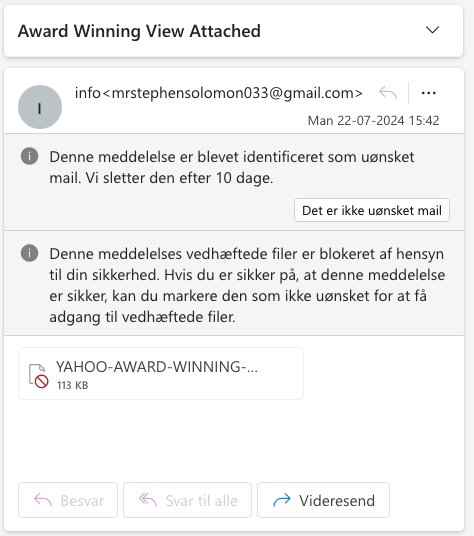 Award Winning View Attached
I
info<mrstephensolomon033@gmail.com>
Man 22-07-2024 15:42
Denne meddelelse er blevet identificeret som uønsket
mail. Vi sletter den efter 10 dage.
Det er ikke uønsket mail
Denne meddelelses vedhæftede filer er blokeret af hensyn
til din sikkerhed. Hvis du er sikker på, at denne meddelelse
er sikker, kan du markere den som ikke uønsket for at få
adgang til vedhæftede filer.
YAHOO-AWARD-WINNING-...
113 KB
Besvar
Svar til alle
Videresend